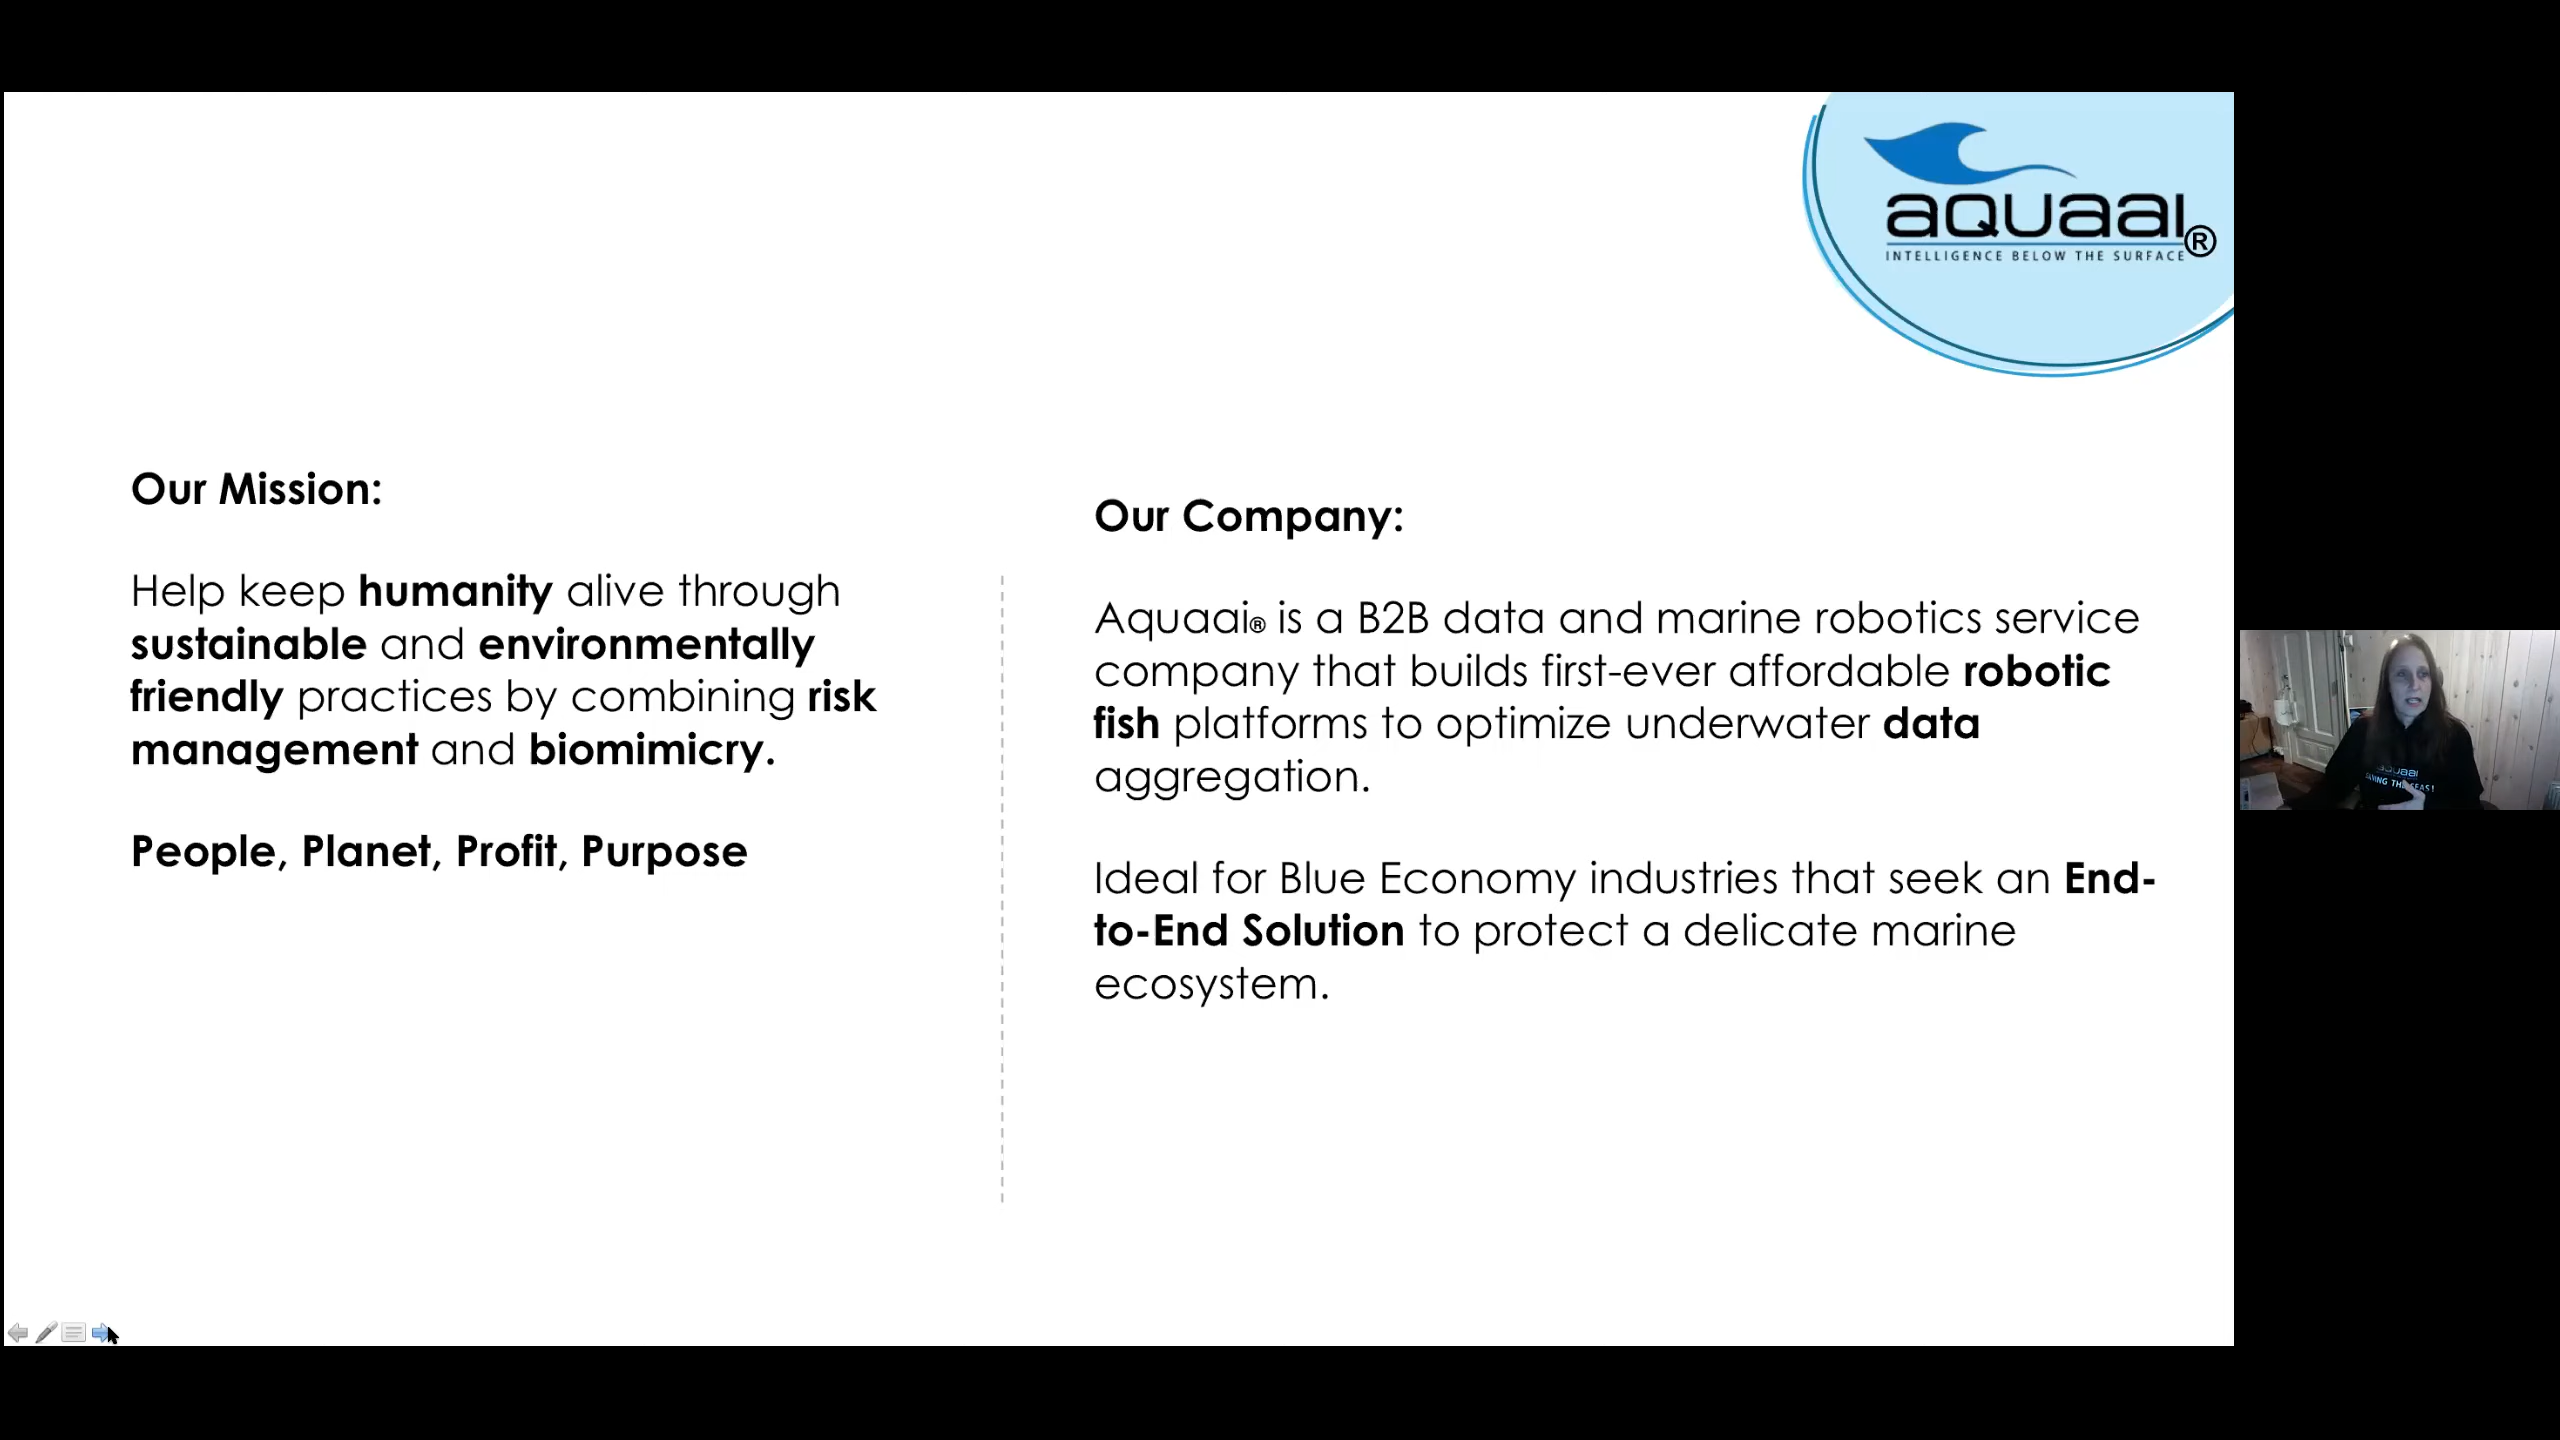 aquaai®
INTELLIGENCE BELOW THE SURFACE
Our Mission:
Help keep humanity alive through
sustainable and environmentally
friendly practices by combining risk
management and biomimicry.
People, Planet, Profit, Purpose
Our Company:
Aquaai® is a B2B data and marine robotics service
company that builds first-ever affordable robotic
fish platforms to optimize underwater data
aggregation.
Ideal for Blue Economy industries that seek an End-
to-End Solution to protect a delicate marine
ecosystem.
aquaai